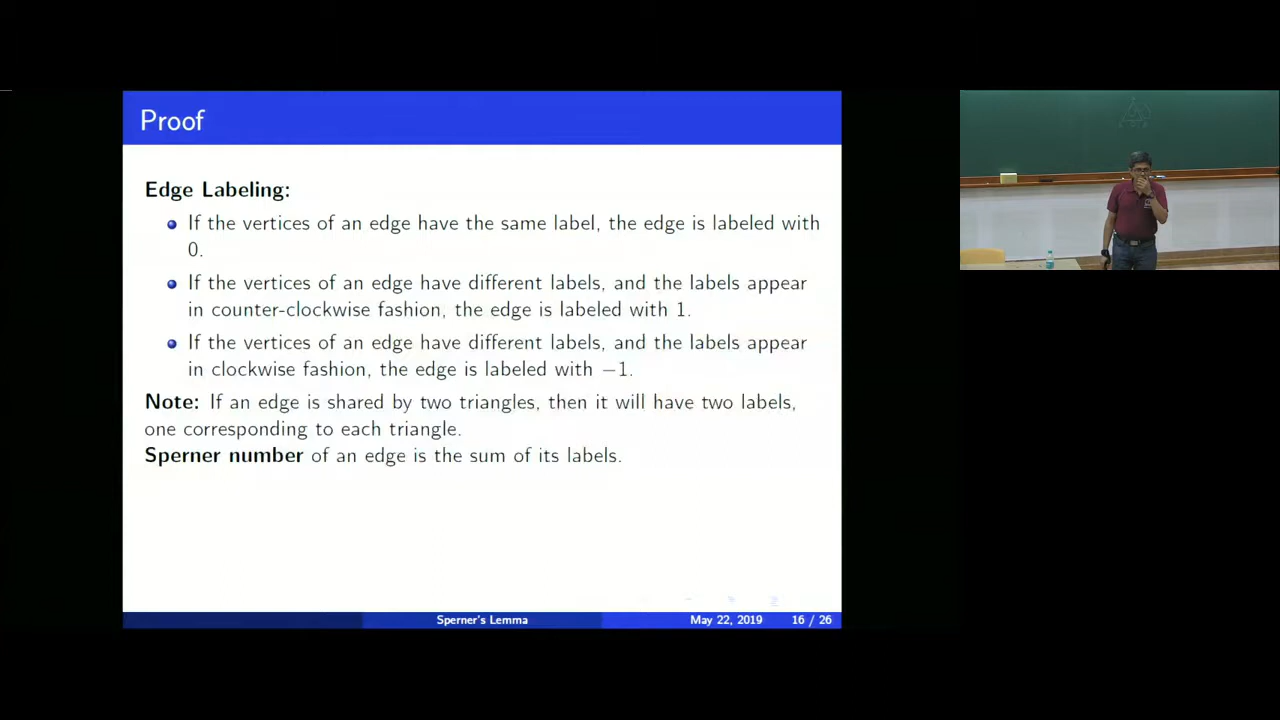 Proof
Edge Labeling:
If the vertices of an edge have the same label, the edge is labeled with
0.
If the vertices of an edge have different labels, and the labels appear
in counter-clockwise fashion, the edge is labeled with 1.
If the vertices of an edge have different labels, and the labels appear
in clockwise fashion, the edge is labeled with −1.
Note: If an edge is shared by two triangles, then it will have two labels,
one corresponding to each triangle.
Sperner number of an edge is the sum of its labels.
Sperner's Lemma May 22, 2019 16 / 26